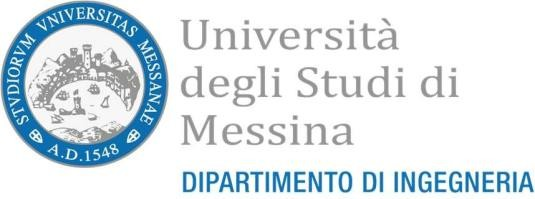 STVDIORVM VNIVERSITAS MESSANAE
A.D.1548
Università
degli Studi di
Messina
DIPARTIMENTO DI INGEGNERIA